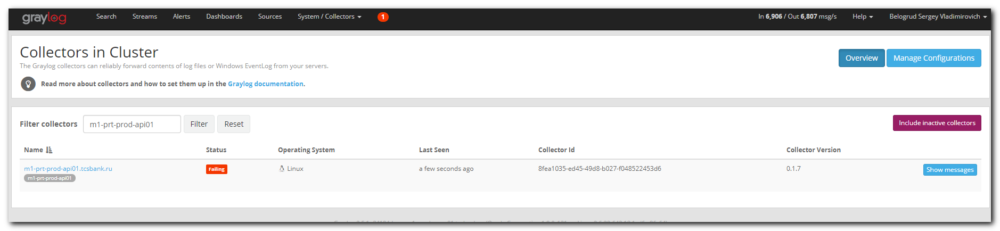 graylog Search Streams Alerts Dashboards Sources System / Collectors 1 In 6,906 / Out 6,807 msg/s Help Belogrud Sergey Vladimirovich
Collectors in Cluster
The Graylog collectors can reliably forward contents of log files or Windows EventLog from your servers.
Overview Manage Configurations
Read more about collectors and how to set them up in the Graylog documentation.
Filter collectors m1-prt-prod-api01 Filter Reset Include inactive collectors
Name Status Operating System Last Seen Collector Id Collector Version
m1-prt-prod-api01.tcsbank.ru Failing Linux a few seconds ago 8fea1035-ed45-49d8-b027-f048522453d6 0.1.7 Show messages
m1-prt-prod-api01